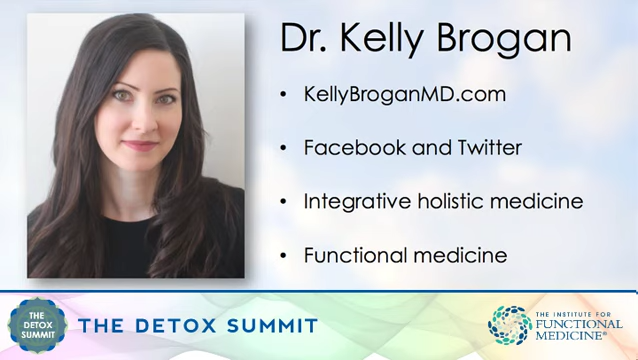 Dr. Kelly Brogan
• KellyBroganMD.com
• Facebook and Twitter
• Integrative holistic medicine
• Functional medicine
THE
DETOX
SUMMIT
THE DETOX SUMMIT
THE INSTITUTE FOR
FUNCTIONAL
MEDICINE®